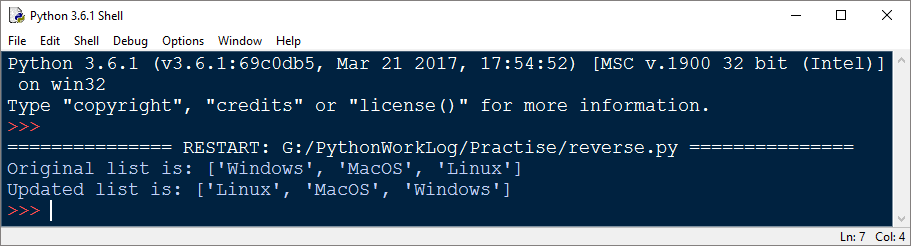 Python 3.6.1 Shell
File Edit Shell Debug Options Window Help
Python 3.6.1 (v3.6.1:69c0db5, Mar 21 2017, 17:54:52) [MSC v.1900 32 bit (Intel)]
 on win32
Type "copyright", "credits" or "license()" for more information.
>>>
=============== RESTART: G:/PythonWorkLog/Practise/reverse.py ===============
Original list is: ['Windows', 'MacOS', 'Linux']
Updated list is: ['Linux', 'MacOS', 'Windows']
>>>
Ln: 7 Col: 4